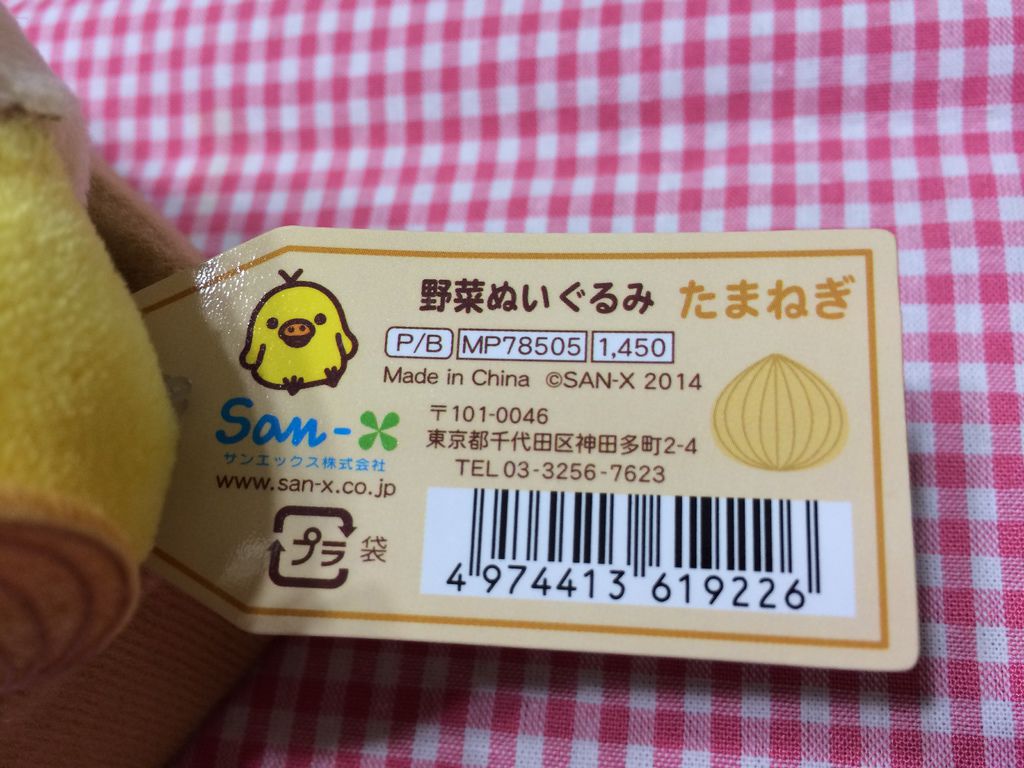 野菜ぬいぐるみ たまねぎ
P/B MP78505 1,450
Made in China ©SAN-X 2014
San-X
サンエックス株式会社
www.san-x.co.jp
〒101-0046
東京都千代田区神田多町2-4
TEL 03-3256-7623
プラ 袋
4 974413 619226